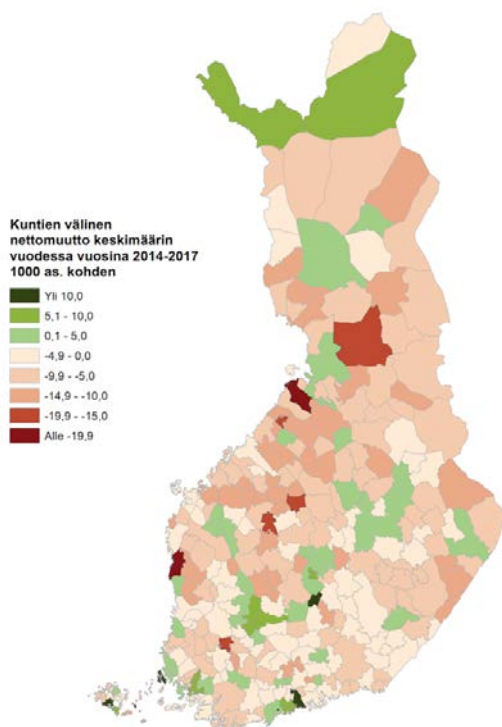 Kuntien välinen
nettomuutto keskimäärin
vuodessa vuosina 2014-2017
1000 as. kohden
Yli 10,0
5,1 - 10,0
0,1 - 5,0
-4,9 - 0,0
-9,9 - -5,0
-14,9 - -10,0
-19,9 - -15,0
Alle -19,9